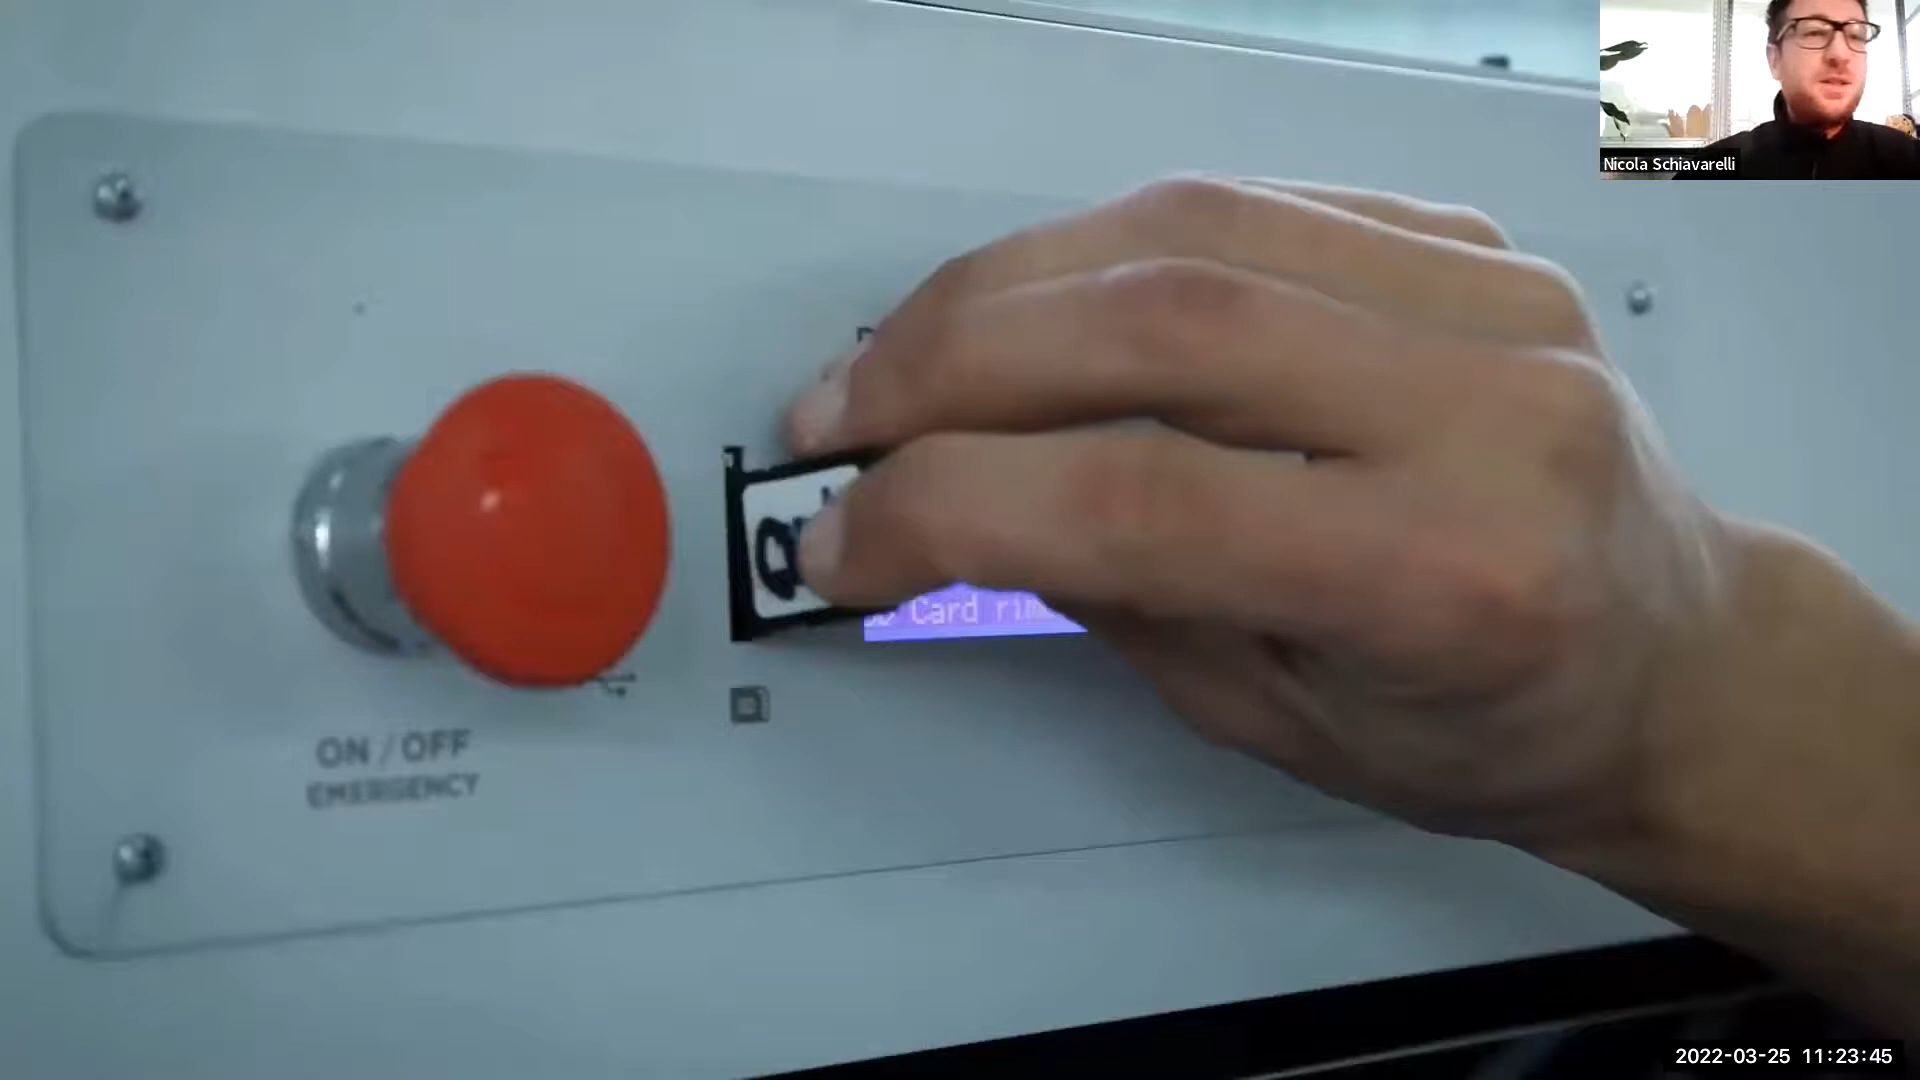 Nicola Schiavarelli
Card
ON / OFF
EMERGENCY
2022-03-25 11:23:45